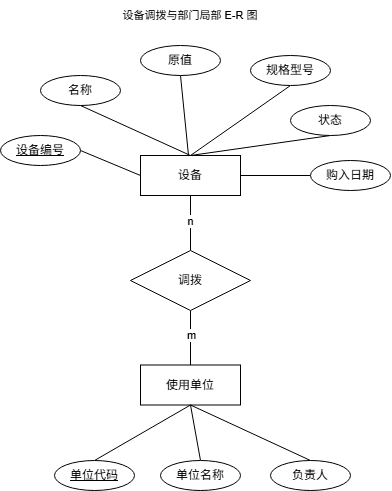 设备调拨与部门局部 E-R 图
原值
规格型号
名称
状态
设备编号
设备
购入日期
n
调拨
m
使用单位
单位代码
单位名称
负责人